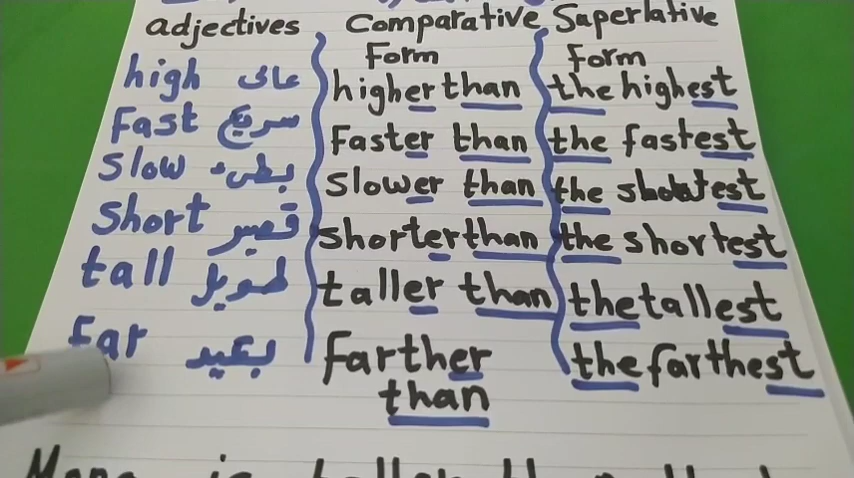 adjectives Comparative Superlative
Form Form
high عالى higher than the highest
Fast سريع Faster than the fastest
Slow بطىء Slower than the
Short قصير shorter than the shortest
tall طويل taller than the tallest
Far بعيد Farther the farthest
than
is